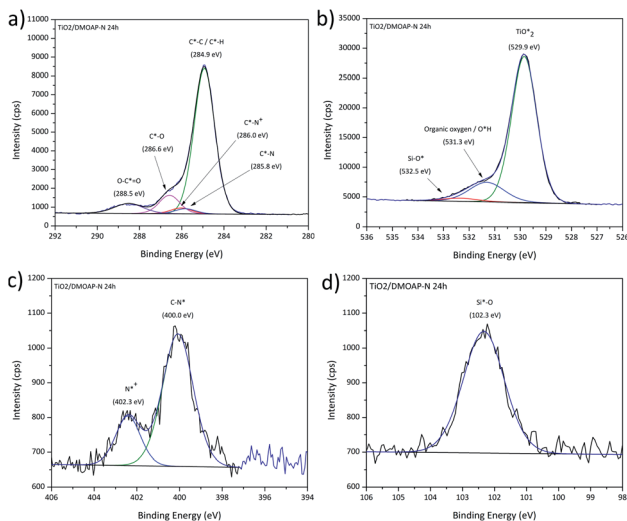 a)
TiO2/DMOAP-N 24h
C*-C / C*-H
(284.9 eV)
C*-N+
(286.0 eV)
C*-O
(286.6 eV)
C*-N
(285.8 eV)
O-C*=O
(288.5 eV)
11000
10000
9000
8000
7000
6000
5000
4000
3000
2000
1000
0
Intensity (cps)
292 290 288 286 284 282 280
Binding Energy (eV)
b)
TiO2/DMOAP-N 24h
TiO*2
(529.9 eV)
Organic oxygen / O*H
(531.3 eV)
Si-O*
(532.5 eV)
35000
30000
25000
20000
15000
10000
5000
0
Intensity (cps)
536 535 534 533 532 531 530 529 528 527 526
Binding Energy (eV)
c)
TiO2/DMOAP-N 24h
C-N*
(400.0 eV)
N*+
(402.3 eV)
1200
1100
1000
900
800
700
600
Intensity (cps)
406 404 402 400 398 396 394
Binding Energy (eV)
d)
TiO2/DMOAP-N 24h
Si*-O
(102.3 eV)
1200
1100
1000
900
800
700
600
Intensity (cps)
106 105 104 103 102 101 100 99 98
Binding Energy (eV)